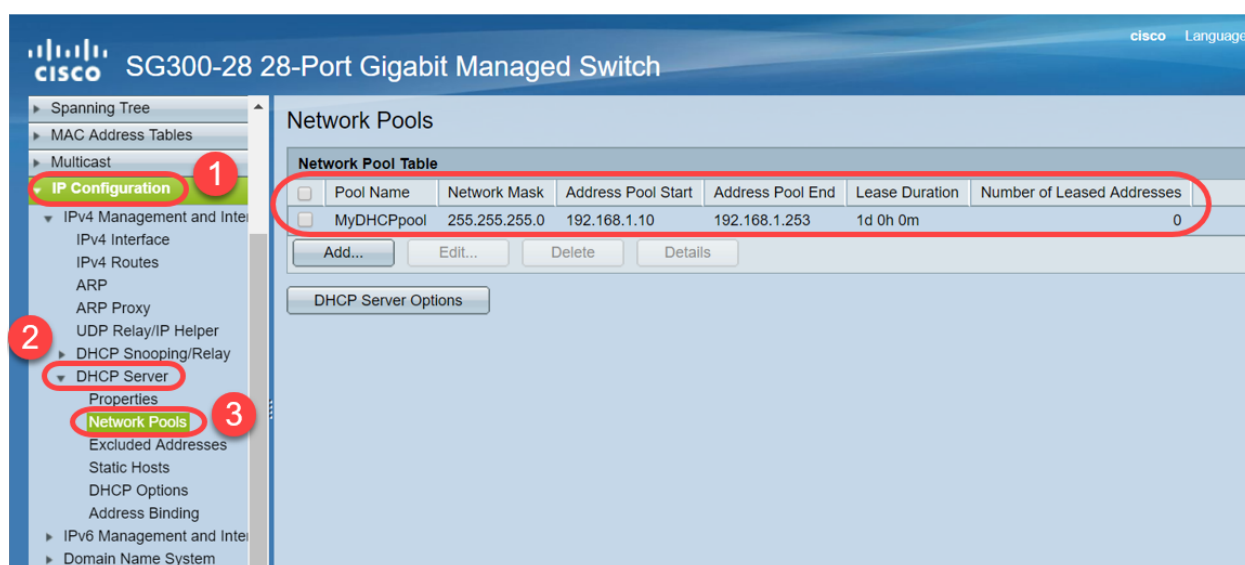 cisco Language
cisco SG300-28 28-Port Gigabit Managed Switch
Spanning Tree
MAC Address Tables
Multicast
1
IP Configuration
IPv4 Management and Inter
IPv4 Interface
IPv4 Routes
ARP
ARP Proxy
UDP Relay/IP Helper
2
DHCP Snooping/Relay
DHCP Server
Properties
Network Pools
3
Excluded Addresses
Static Hosts
DHCP Options
Address Binding
IPv6 Management and Inter
Domain Name System
Network Pools
Network Pool Table
Pool Name Network Mask Address Pool Start Address Pool End Lease Duration Number of Leased Addresses
MyDHCPpool 255.255.255.0 192.168.1.10 192.168.1.253 1d 0h 0m 0
Add... Edit... Delete Details
DHCP Server Options